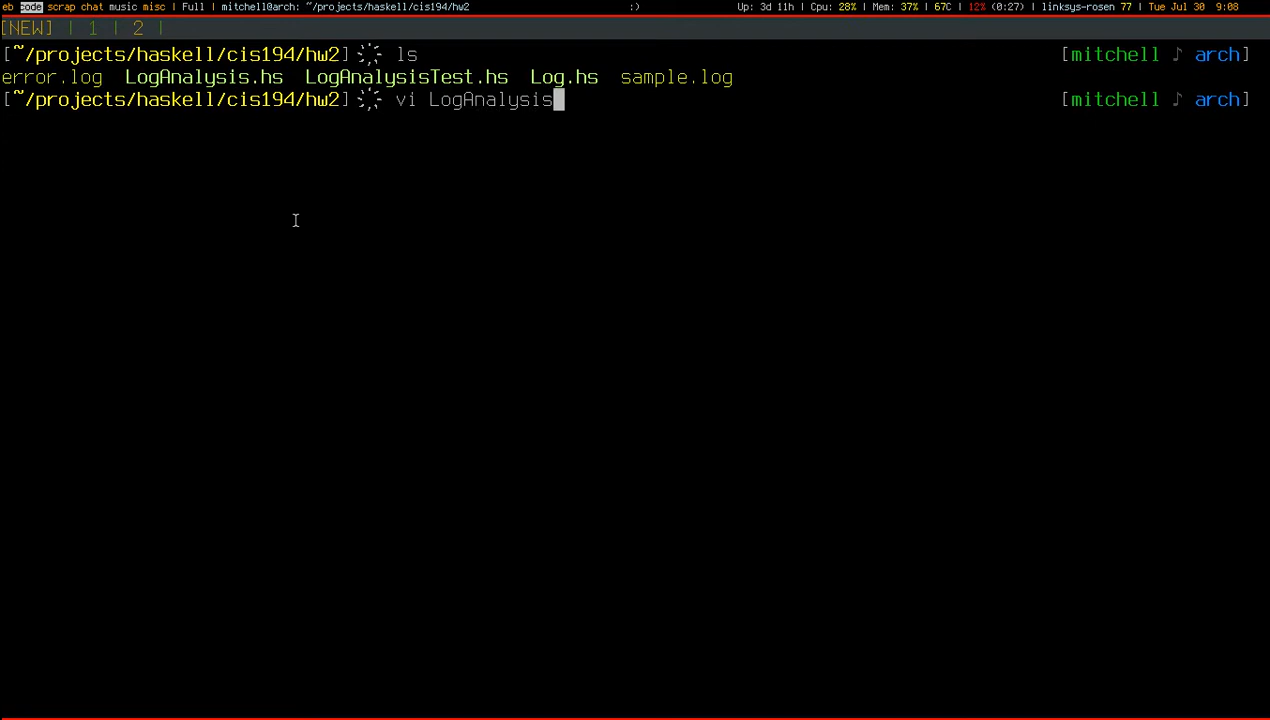 eb code scrap chat music misc | Full | mitchell@arch: ~/projects/haskell/cis194/hw2 :) Up: 3d 11h | Cpu: 28% | Mem: 37% | 67C | 12% (0:27) | linksys-rosen 77 | Tue Jul 30 9:08
[NEW] | 1 | 2 |
[~/projects/haskell/cis194/hw2] ls [mitchell ♪ arch]
error.log LogAnalysis.hs LogAnalysisTest.hs Log.hs sample.log
[~/projects/haskell/cis194/hw2] vi LogAnalysis [mitchell ♪ arch]